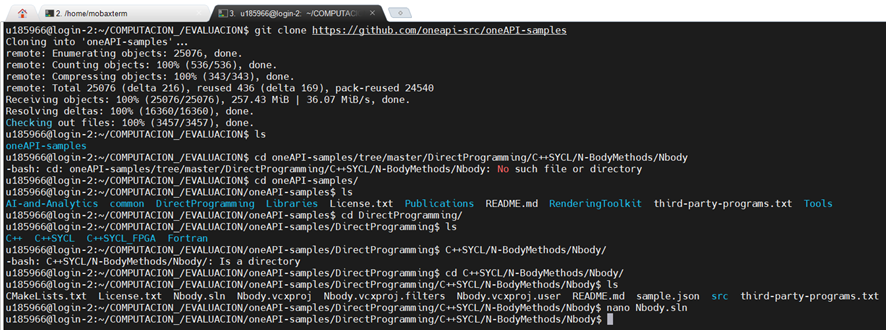 2. /home/mobaxterm
3. u185966@login-2:~/COMPUTACION_
u185966@login-2:~/COMPUTACION_/EVALUACION$ git clone https://github.com/oneapi-src/oneAPI-samples
Cloning into 'oneAPI-samples'...
remote: Enumerating objects: 25076, done.
remote: Counting objects: 100% (536/536), done.
remote: Compressing objects: 100% (343/343), done.
remote: Total 25076 (delta 216), reused 436 (delta 169), pack-reused 24540
Receiving objects: 100% (25076/25076), 257.43 MiB | 36.07 MiB/s, done.
Resolving deltas: 100% (16360/16360), done.
Checking out files: 100% (3457/3457), done.
u185966@login-2:~/COMPUTACION_/EVALUACION$ ls
oneAPI-samples
u185966@login-2:~/COMPUTACION_/EVALUACION$ cd oneAPI-samples/tree/master/DirectProgramming/C++SYCL/N-BodyMethods/Nbody
-bash: cd: oneAPI-samples/tree/master/DirectProgramming/C++SYCL/N-BodyMethods/Nbody: No such file or directory
u185966@login-2:~/COMPUTACION_/EVALUACION$ cd oneAPI-samples/
u185966@login-2:~/COMPUTACION_/EVALUACION/oneAPI-samples$ ls
AI-and-Analytics common DirectProgramming Libraries License.txt Publications README.md RenderingToolkit third-party-programs.txt Tools
u185966@login-2:~/COMPUTACION_/EVALUACION/oneAPI-samples$ cd DirectProgramming/
u185966@login-2:~/COMPUTACION_/EVALUACION/oneAPI-samples/DirectProgramming$ ls
C++ C++SYCL C++SYCL_FPGA Fortran
u185966@login-2:~/COMPUTACION_/EVALUACION/oneAPI-samples/DirectProgramming$ C++SYCL/N-BodyMethods/Nbody/
-bash: C++SYCL/N-BodyMethods/Nbody/: Is a directory
u185966@login-2:~/COMPUTACION_/EVALUACION/oneAPI-samples/DirectProgramming$ cd C++SYCL/N-BodyMethods/Nbody/
u185966@login-2:~/COMPUTACION_/EVALUACION/oneAPI-samples/DirectProgramming/C++SYCL/N-BodyMethods/Nbody$ ls
CMakeLists.txt License.txt Nbody.sln Nbody.vcxproj Nbody.vcxproj.filters Nbody.vcxproj.user README.md sample.json src third-party-programs.txt
u185966@login-2:~/COMPUTACION_/EVALUACION/oneAPI-samples/DirectProgramming/C++SYCL/N-BodyMethods/Nbody$ nano Nbody.sln
u185966@login-2:~/COMPUTACION_/EVALUACION/oneAPI-samples/DirectProgramming/C++SYCL/N-BodyMethods/Nbody$